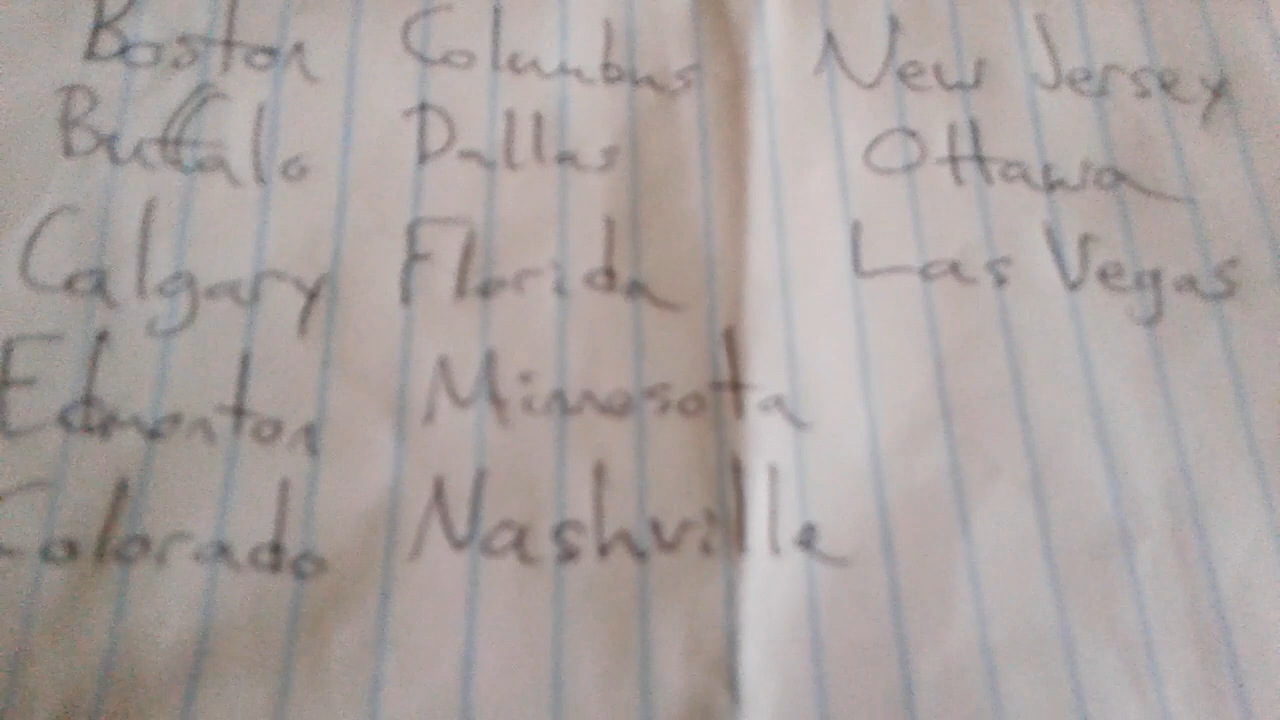 Boston Columbus New Jersey
Buffalo Dallas Ottawa
Calgary Florida Las Vegas
Edmonton Minnesota
Colorado Nashville